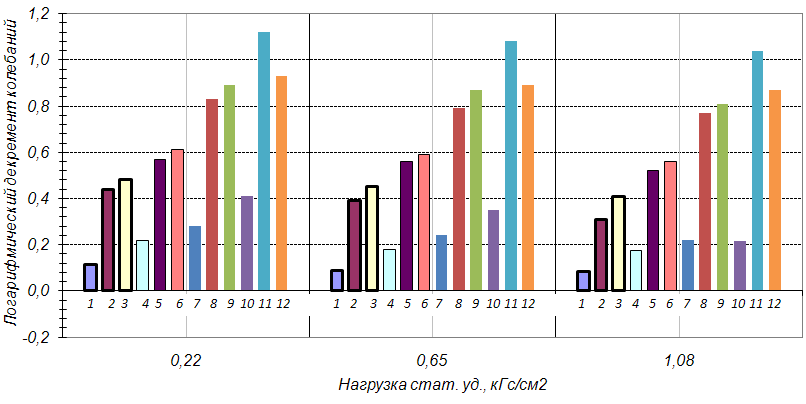 Логарифмический декремент колебаний
1,2
1,0
0,8
0,6
0,4
0,2
0,0
-0,2
1 2 3 4 5 6 7 8 9 10 11 12
1 2 3 4 5 6 7 8 9 10 11 12
1 2 3 4 5 6 7 8 9 10 11 12
0,22 0,65 1,08
Нагрузка стат. уд., кГс/см2